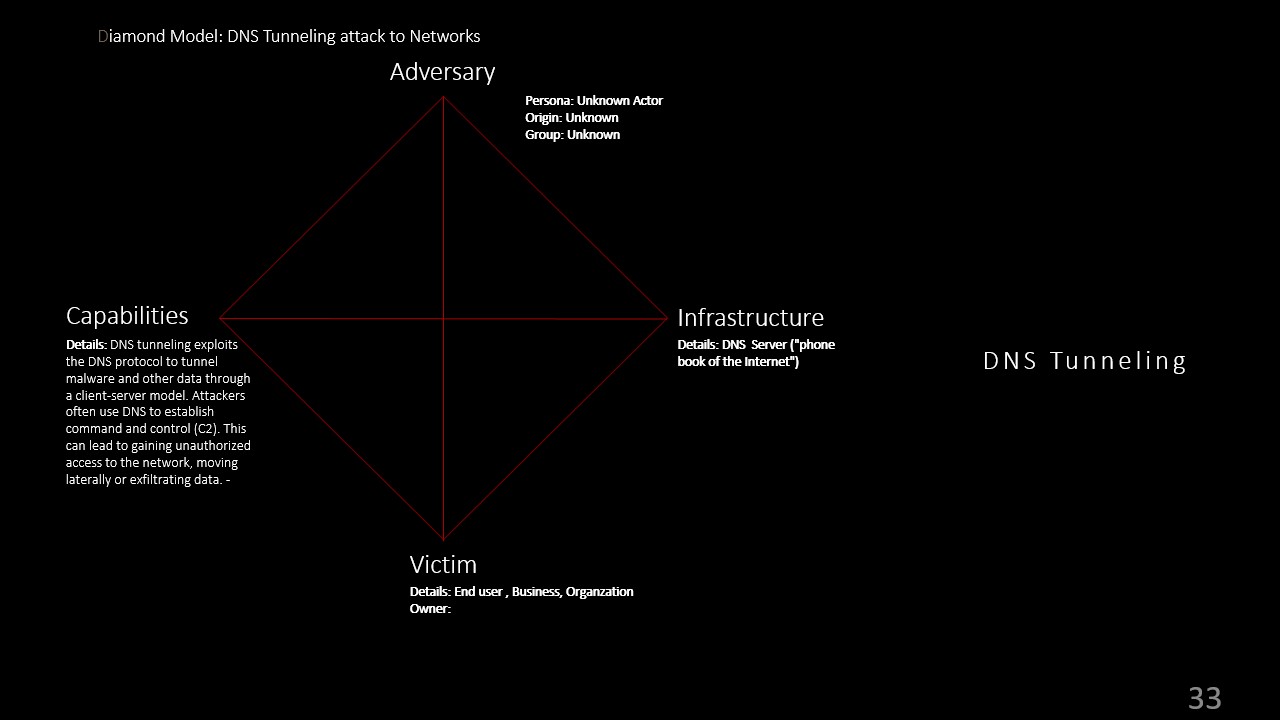 Diamond Model: DNS Tunneling attack to Networks
Adversary
Persona: Unknown Actor
Origin: Unknown
Group: Unknown
Capabilities
Details: DNS tunneling exploits
the DNS protocol to tunnel
malware and other data through
a client-server model. Attackers
often use DNS to establish
command and control (C2). This
can lead to gaining unauthorized
access to the network, moving
laterally or exfiltrating data. -
Infrastructure
Details: DNS Server ("phone
book of the Internet")
DNS Tunneling
Victim
Details: End user , Business, Organzation
Owner:
33